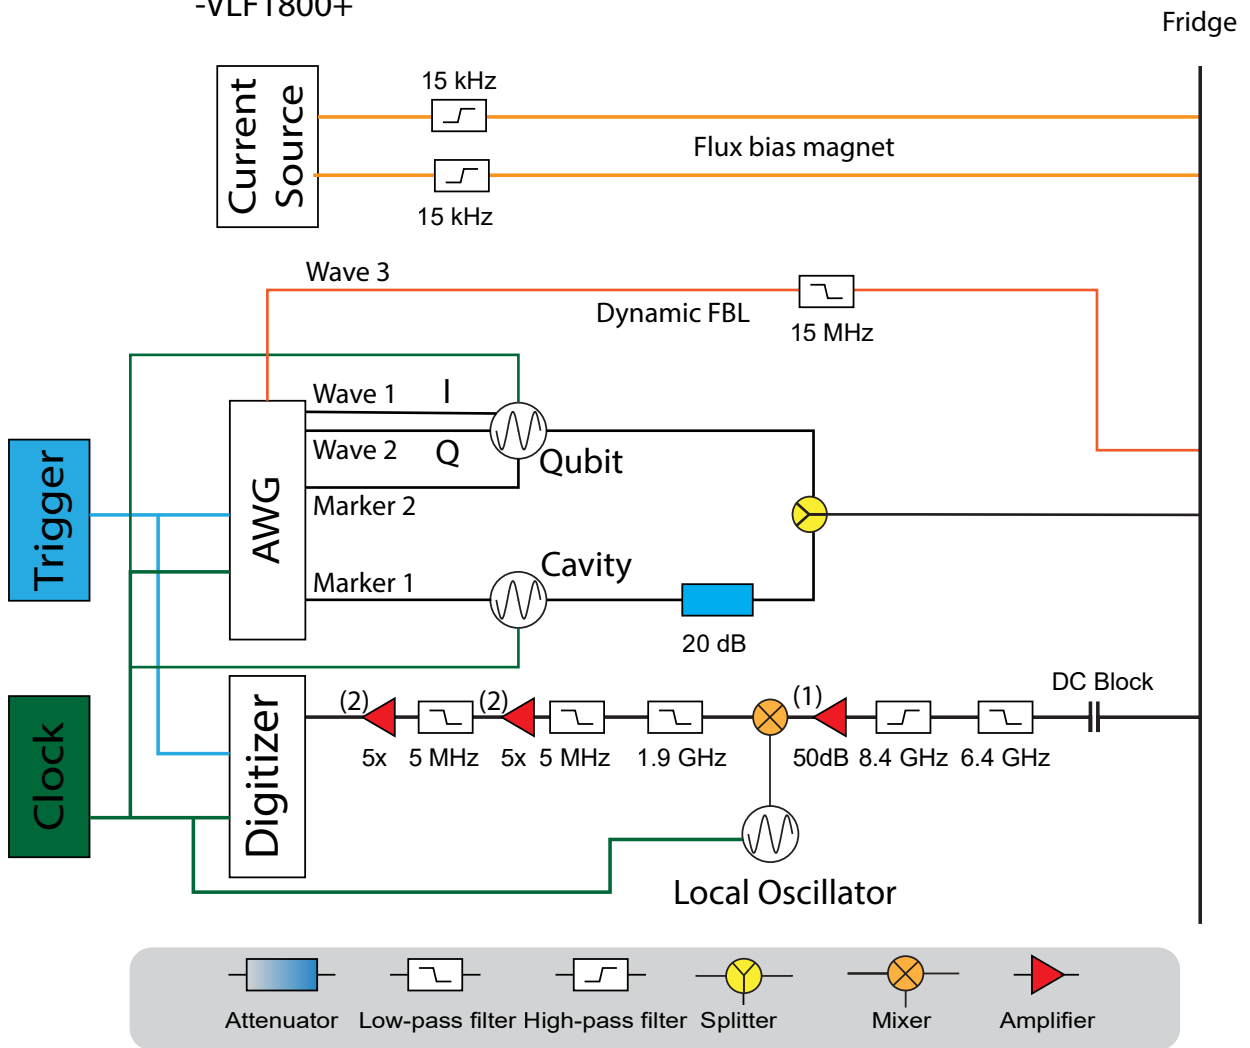 -VLF1800+
Fridge
15 kHz
Current
Source
Flux bias magnet
15 kHz
Wave 3
Dynamic FBL
15 MHz
Wave 1
I
Wave 2
Q
Qubit
Marker 2
Trigger
AWG
Marker 1
Cavity
20 dB
DC Block
(2)
(2)
(1)
5x
5 MHz
5x
5 MHz
1.9 GHz
50dB
8.4 GHz
6.4 GHz
Clock
Digitizer
Local Oscillator
Attenuator
Low-pass filter
High-pass filter
Splitter
Mixer
Amplifier